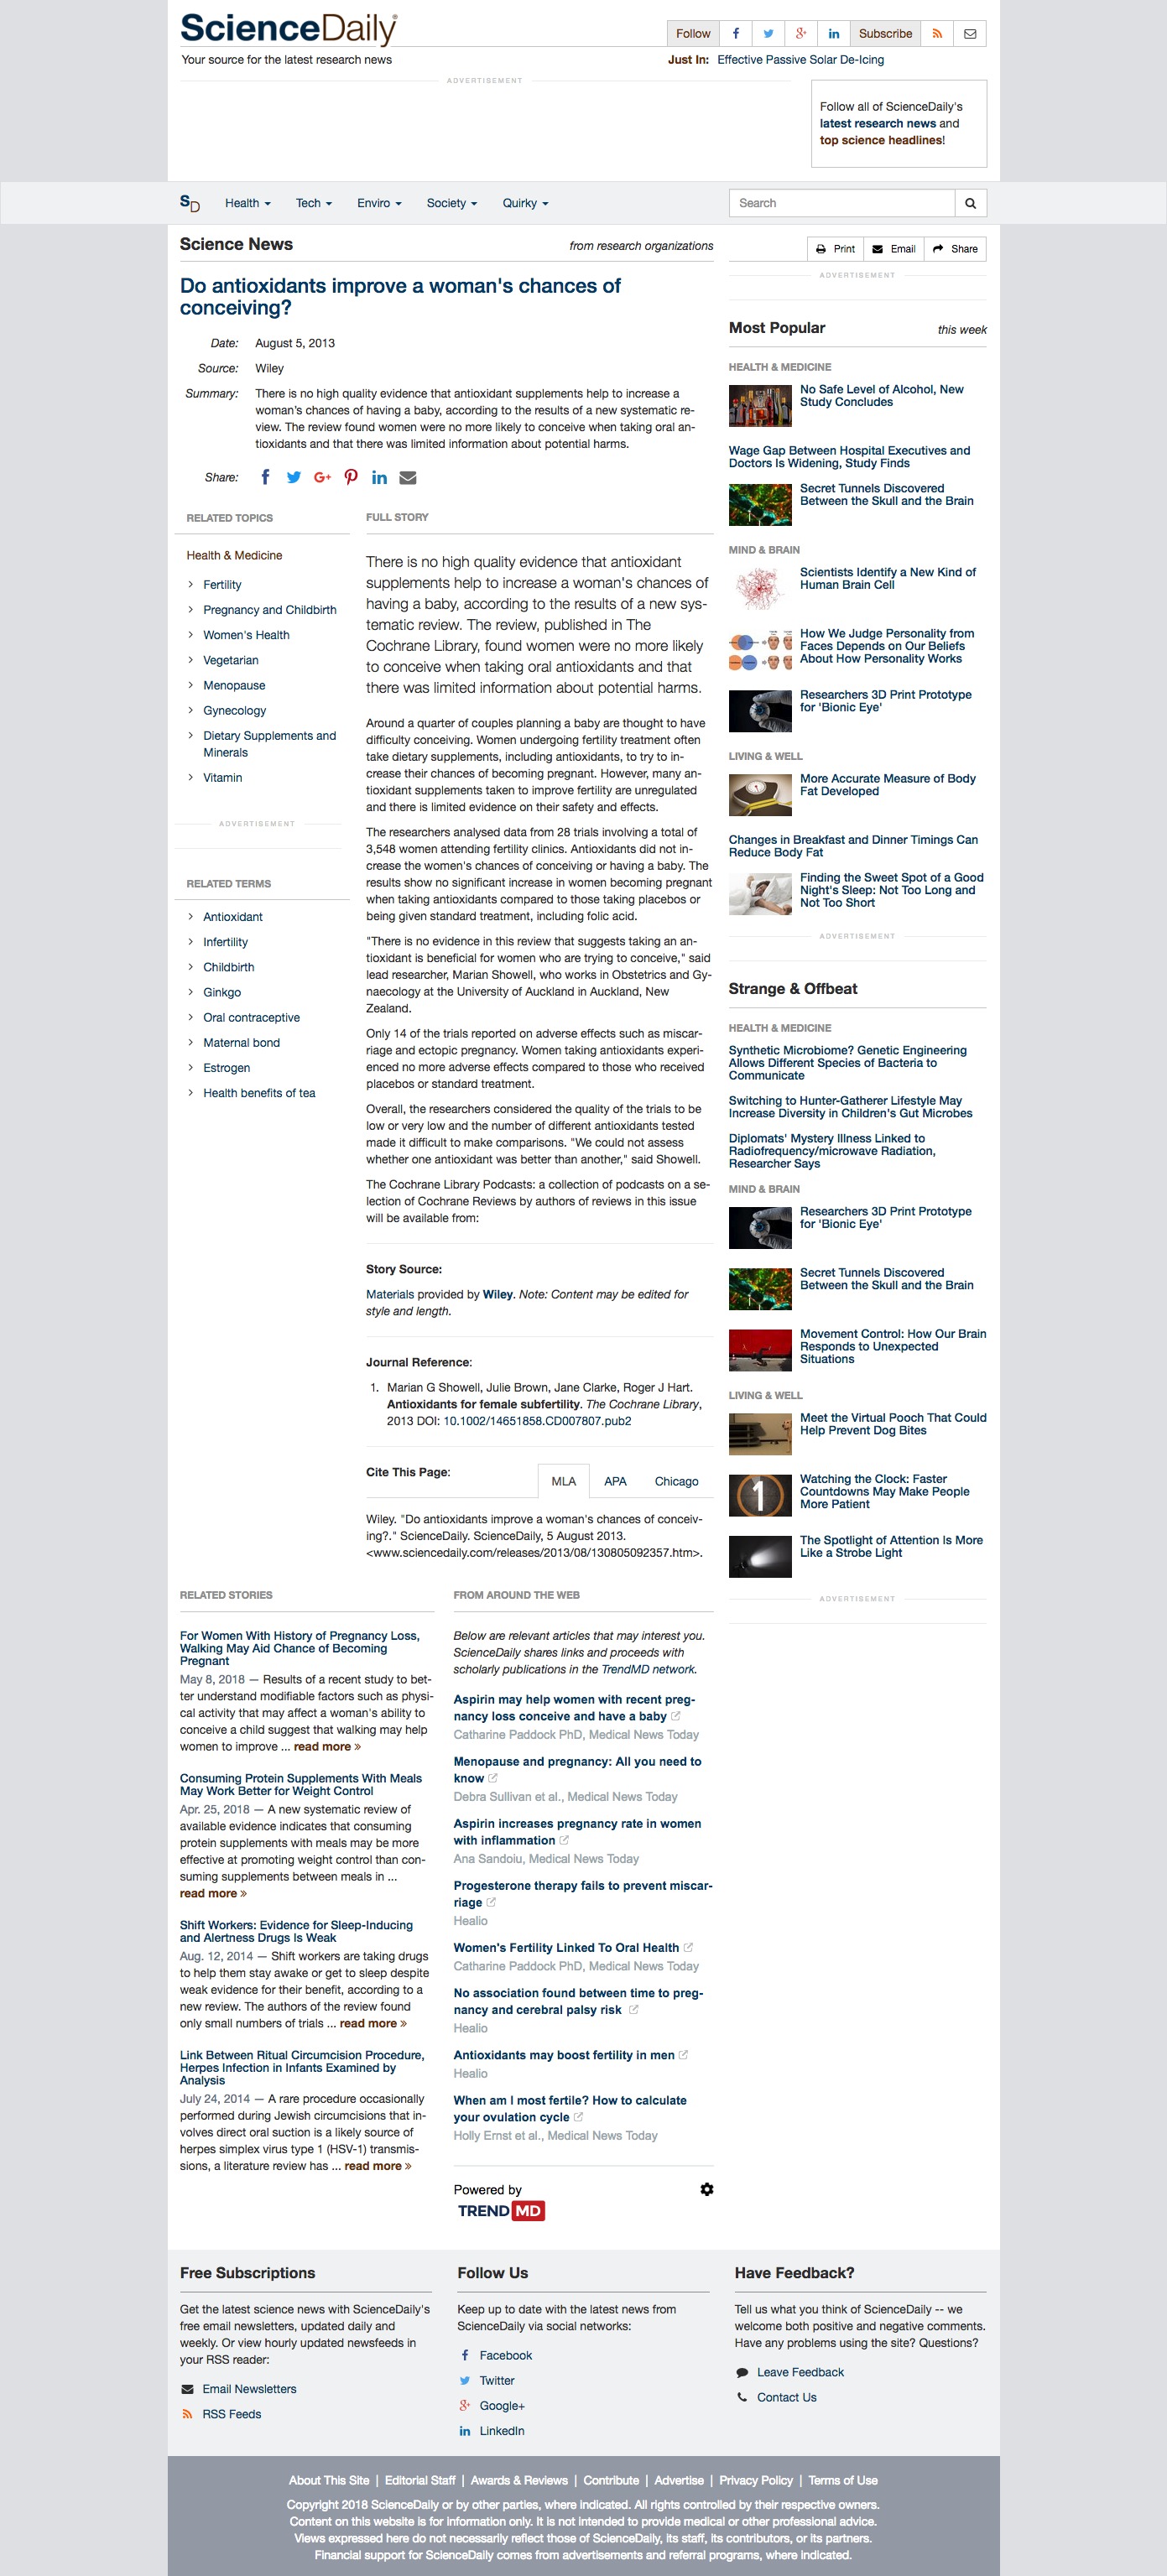 ScienceDaily®
Your source for the latest research news
Follow
Subscribe
Just In: Effective Passive Solar De-Icing
ADVERTISEMENT
Follow all of ScienceDaily's
latest research news and
top science headlines!
SD
Health
Tech
Enviro
Society
Quirky
Search
Science News
from research organizations
Print
Email
Share
Do antioxidants improve a woman's chances of
conceiving?
Date: August 5, 2013
Source: Wiley
Summary: There is no high quality evidence that antioxidant supplements help to increase a
woman's chances of having a baby, according to the results of a new systematic re-
view. The review found women were no more likely to conceive when taking oral an-
tioxidants and that there was limited information about potential harms.
Share:
RELATED TOPICS
Health & Medicine
Fertility
Pregnancy and Childbirth
Women's Health
Vegetarian
Menopause
Gynecology
Dietary Supplements and
Minerals
Vitamin
ADVERTISEMENT
RELATED TERMS
Antioxidant
Infertility
Childbirth
Ginkgo
Oral contraceptive
Maternal bond
Estrogen
Health benefits of tea
FULL STORY
There is no high quality evidence that antioxidant
supplements help to increase a woman's chances of
having a baby, according to the results of a new sys-
tematic review. The review, published in The
Cochrane Library, found women were no more likely
to conceive when taking oral antioxidants and that
there was limited information about potential harms.
Around a quarter of couples planning a baby are thought to have
difficulty conceiving. Women undergoing fertility treatment often
take dietary supplements, including antioxidants, to try to in-
crease their chances of becoming pregnant. However, many an-
tioxidant supplements taken to improve fertility are unregulated
and there is limited evidence on their safety and effects.
The researchers analysed data from 28 trials involving a total of
3,548 women attending fertility clinics. Antioxidants did not in-
crease the women's chances of conceiving or having a baby. The
results show no significant increase in women becoming pregnant
when taking antioxidants compared to those taking placebos or
being given standard treatment, including folic acid.
"There is no evidence in this review that suggests taking an an-
tioxidant is beneficial for women who are trying to conceive," said
lead researcher, Marian Showell, who works in Obstetrics and Gy-
naecology at the University of Auckland in Auckland, New
Zealand.
Only 14 of the trials reported on adverse effects such as miscar-
riage and ectopic pregnancy. Women taking antioxidants experi-
enced no more adverse effects compared to those who received
placebos or standard treatment.
Overall, the researchers considered the quality of the trials to be
low or very low and the number of different antioxidants tested
made it difficult to make comparisons. "We could not assess
whether one antioxidant was better than another," said Showell.
The Cochrane Library Podcasts: a collection of podcasts on a se-
lection of Cochrane Reviews by authors of reviews in this issue
will be available from:
Story Source:
Materials provided by Wiley. Note: Content may be edited for
style and length.
Journal Reference:
1. Marian G Showell, Julie Brown, Jane Clarke, Roger J Hart.
Antioxidants for female subfertility. The Cochrane Library,
2013 DOI: 10.1002/14651858.CD007807.pub2
Cite This Page:
MLA
APA
Chicago
Wiley. "Do antioxidants improve a woman's chances of conceiv-
ing?." ScienceDaily. ScienceDaily, 5 August 2013.
<www.sciencedaily.com/releases/2013/08/130805092357.htm>.
RELATED STORIES
For Women With History of Pregnancy Loss,
Walking May Aid Chance of Becoming
Pregnant
May 8, 2018 — Results of a recent study to bet-
ter understand modifiable factors such as physi-
cal activity that may affect a woman's ability to
conceive a child suggest that walking may help
women to improve ... read more »
Consuming Protein Supplements With Meals
May Work Better for Weight Control
Apr. 25, 2018 — A new systematic review of
available evidence indicates that consuming
protein supplements with meals may be more
effective at promoting weight control than con-
suming supplements between meals in ...
read more »
Shift Workers: Evidence for Sleep-Inducing
and Alertness Drugs Is Weak
Aug. 12, 2014 — Shift workers are taking drugs
to help them stay awake or get to sleep despite
weak evidence for their benefit, according to a
new review. The authors of the review found
only small numbers of trials ... read more »
Link Between Ritual Circumcision Procedure,
Herpes Infection in Infants Examined by
Analysis
July 24, 2014 — A rare procedure occasionally
performed during Jewish circumcisions that in-
volves direct oral suction is a likely source of
herpes simplex virus type 1 (HSV-1) transmis-
sions, a literature review has ... read more »
FROM AROUND THE WEB
Below are relevant articles that may interest you.
ScienceDaily shares links and proceeds with
scholarly publications in the TrendMD network.
Aspirin may help women with recent preg-
nancy loss conceive and have a baby
Catharine Paddock PhD, Medical News Today
Menopause and pregnancy: All you need to
know
Debra Sullivan et al., Medical News Today
Aspirin increases pregnancy rate in women
with inflammation
Ana Sandoiu, Medical News Today
Progesterone therapy fails to prevent miscar-
riage
Healio
Women's Fertility Linked To Oral Health
Catharine Paddock PhD, Medical News Today
No association found between time to preg-
nancy and cerebral palsy risk
Healio
Antioxidants may boost fertility in men
Healio
When am I most fertile? How to calculate
your ovulation cycle
Holly Ernst et al., Medical News Today
Powered by
TREND MD
ADVERTISEMENT
Most Popular
this week
HEALTH & MEDICINE
No Safe Level of Alcohol, New
Study Concludes
Wage Gap Between Hospital Executives and
Doctors Is Widening, Study Finds
Secret Tunnels Discovered
Between the Skull and the Brain
MIND & BRAIN
Scientists Identify a New Kind of
Human Brain Cell
How We Judge Personality from
Faces Depends on Our Beliefs
About How Personality Works
Researchers 3D Print Prototype
for 'Bionic Eye'
LIVING & WELL
More Accurate Measure of Body
Fat Developed
Changes in Breakfast and Dinner Timings Can
Reduce Body Fat
Finding the Sweet Spot of a Good
Night's Sleep: Not Too Long and
Not Too Short
ADVERTISEMENT
Strange & Offbeat
HEALTH & MEDICINE
Synthetic Microbiome? Genetic Engineering
Allows Different Species of Bacteria to
Communicate
Switching to Hunter-Gatherer Lifestyle May
Increase Diversity in Children's Gut Microbes
Diplomats' Mystery Illness Linked to
Radiofrequency/microwave Radiation,
Researcher Says
MIND & BRAIN
Researchers 3D Print Prototype
for 'Bionic Eye'
Secret Tunnels Discovered
Between the Skull and the Brain
Movement Control: How Our Brain
Responds to Unexpected
Situations
LIVING & WELL
Meet the Virtual Pooch That Could
Help Prevent Dog Bites
1
Watching the Clock: Faster
Countdowns May Make People
More Patient
The Spotlight of Attention Is More
Like a Strobe Light
ADVERTISEMENT
Free Subscriptions
Get the latest science news with ScienceDaily's
free email newsletters, updated daily and
weekly. Or view hourly updated newsfeeds in
your RSS reader:
Email Newsletters
RSS Feeds
Follow Us
Keep up to date with the latest news from
ScienceDaily via social networks:
Facebook
Twitter
Google+
LinkedIn
Have Feedback?
Tell us what you think of ScienceDaily -- we
welcome both positive and negative comments.
Have any problems using the site? Questions?
Leave Feedback
Contact Us
About This Site | Editorial Staff | Awards & Reviews | Contribute | Advertise | Privacy Policy | Terms of Use
Copyright 2018 ScienceDaily or by other parties, where indicated. All rights controlled by their respective owners.
Content on this website is for information only. It is not intended to provide medical or other professional advice.
Views expressed here do not necessarily reflect those of ScienceDaily, its staff, its contributors, or its partners.
Financial support for ScienceDaily comes from advertisements and referral programs, where indicated.